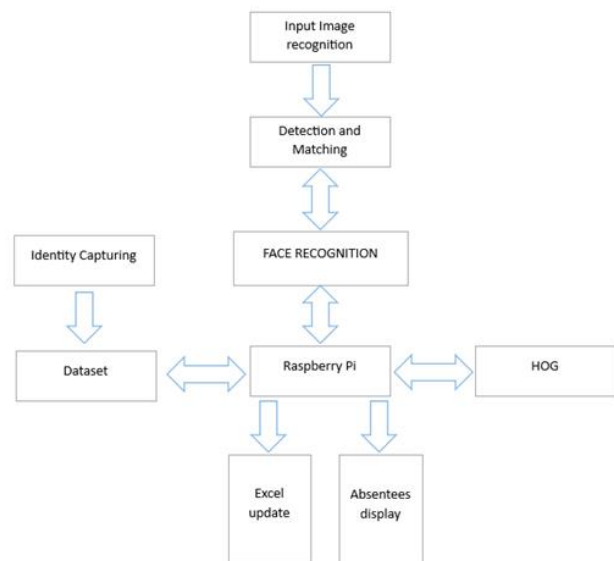 Input Image
recognition
Detection and
Matching
Identity Capturing
FACE RECOGNITION
Dataset
Raspberry Pi
HOG
Excel
update
Absentees
display